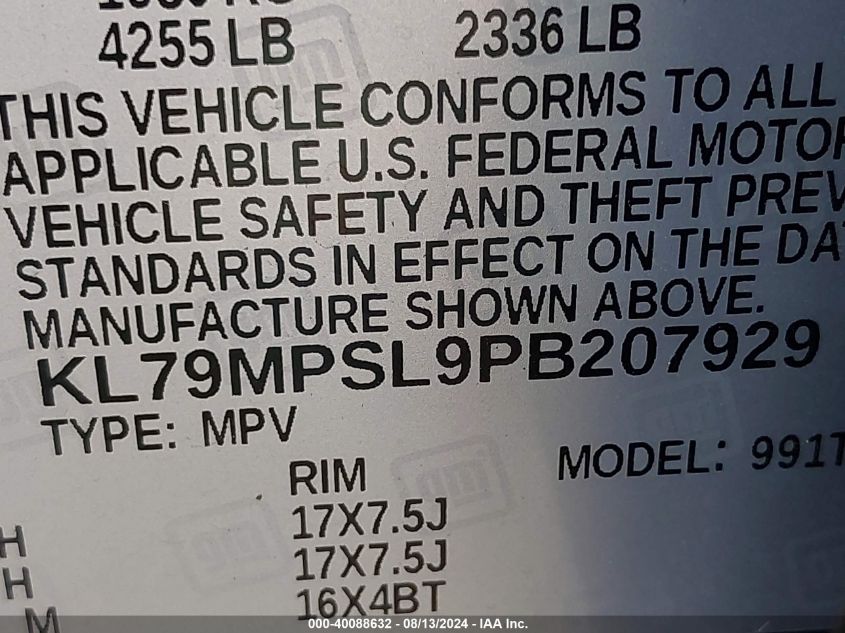 4255 LB 2336 LB
THIS VEHICLE CONFORMS TO ALL
APPLICABLE U.S. FEDERAL MOTOR
VEHICLE SAFETY AND THEFT PREV
STANDARDS IN EFFECT ON THE DA
MANUFACTURE SHOWN ABOVE.
KL79MPSL9PB207929
TYPE: MPV
MODEL: 991T
RIM
H 17X7.5J
H 17X7.5J
M 16X4BT
000-40088632 - 08/13/2024 - IAA Inc.